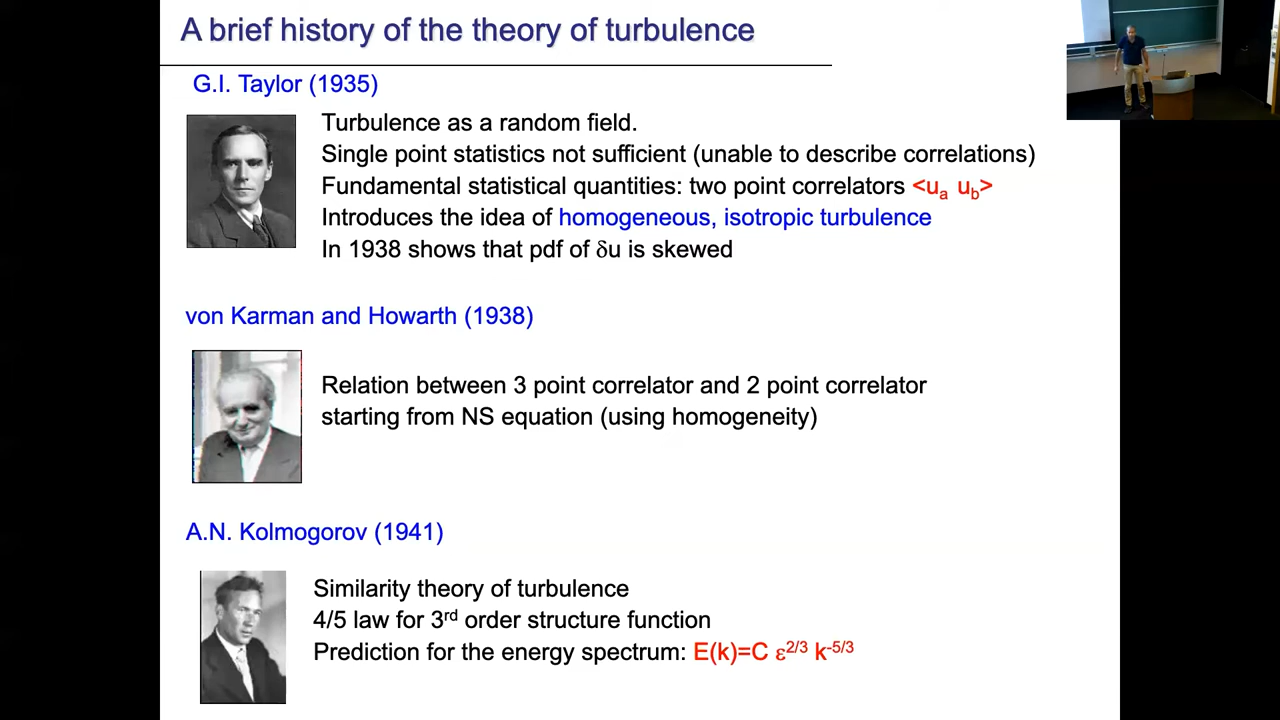 A brief history of the theory of turbulence
G.I. Taylor (1935)
Turbulence as a random field.
Single point statistics not sufficient (unable to describe correlations)
Fundamental statistical quantities: two point correlators <uₐ u_b>
Introduces the idea of homogeneous, isotropic turbulence
In 1938 shows that pdf of δu is skewed
von Karman and Howarth (1938)
Relation between 3 point correlator and 2 point correlator
starting from NS equation (using homogeneity)
A.N. Kolmogorov (1941)
Similarity theory of turbulence
4/5 law for 3ʳᵈ order structure function
Prediction for the energy spectrum: E(k)=C ε²/³ k⁻⁵/³